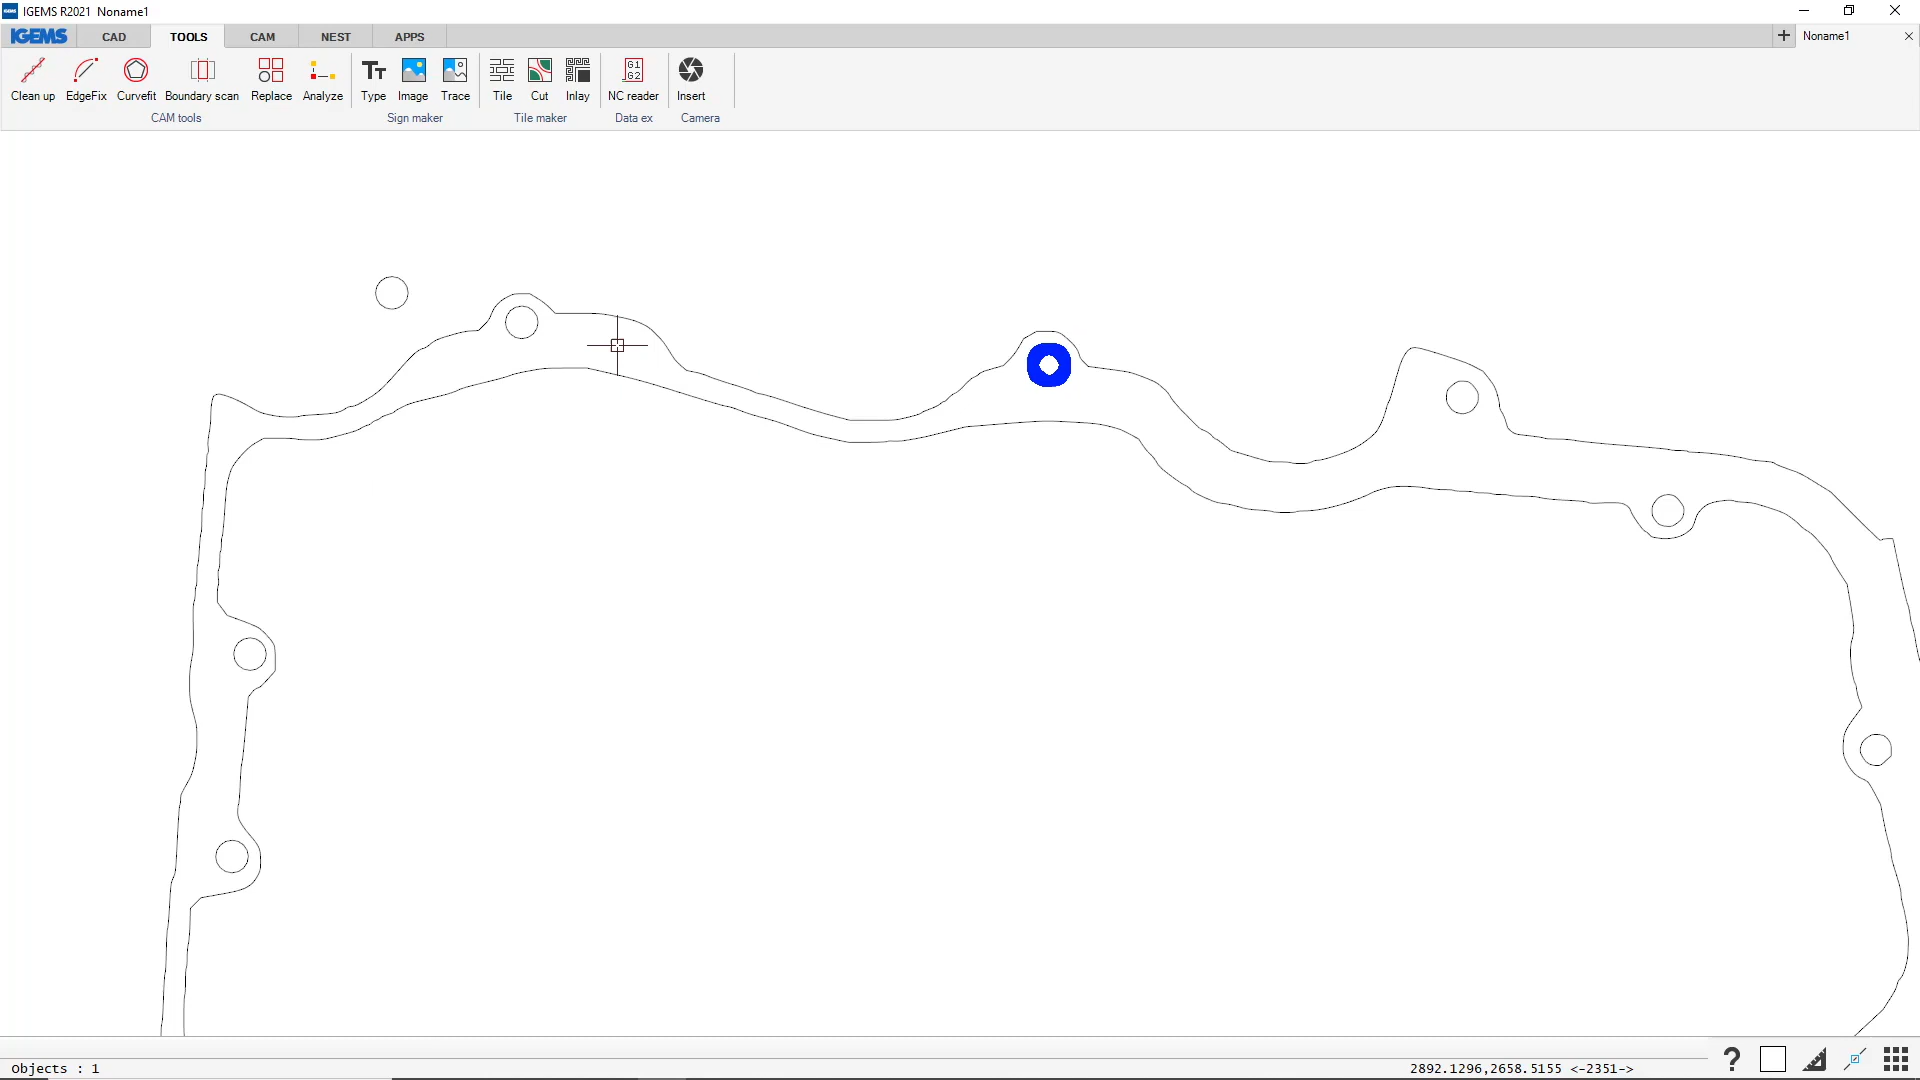 IGEMS R2021 Noname1
IGEMS CAD TOOLS CAM NEST APPS + Noname1
Clean up EdgeFix Curvefit Boundary scan Replace Analyze Type Image Trace Tile Cut Inlay NC reader Insert
G1
G2
CAM tools Sign maker Tile maker Data ex Camera
Objects : 1 2892.1296,2658.5155 <-2351->